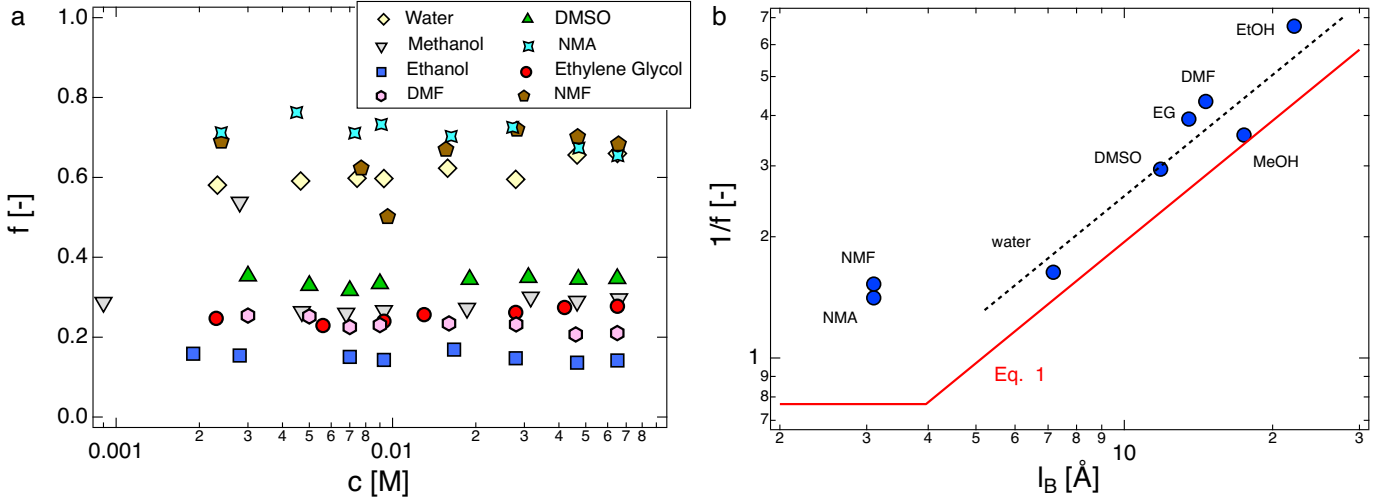 a
Water
Methanol
Ethanol
DMF
DMSO
NMA
Ethylene Glycol
NMF
1.0
0.8
0.6
0.4
0.2
0.0
f [-]
0.001
2
3
4
5
6
7
8
0.01
2
3
4
5
6
7
8
c [M]
b
7
6
5
4
3
2
1
9
8
7
1/f [-]
EtOH
DMF
EG
DMSO
MeOH
water
NMF
NMA
Eq. 1
2
3
4
5
6
7
8
9
10
2
3
l_B [Å]